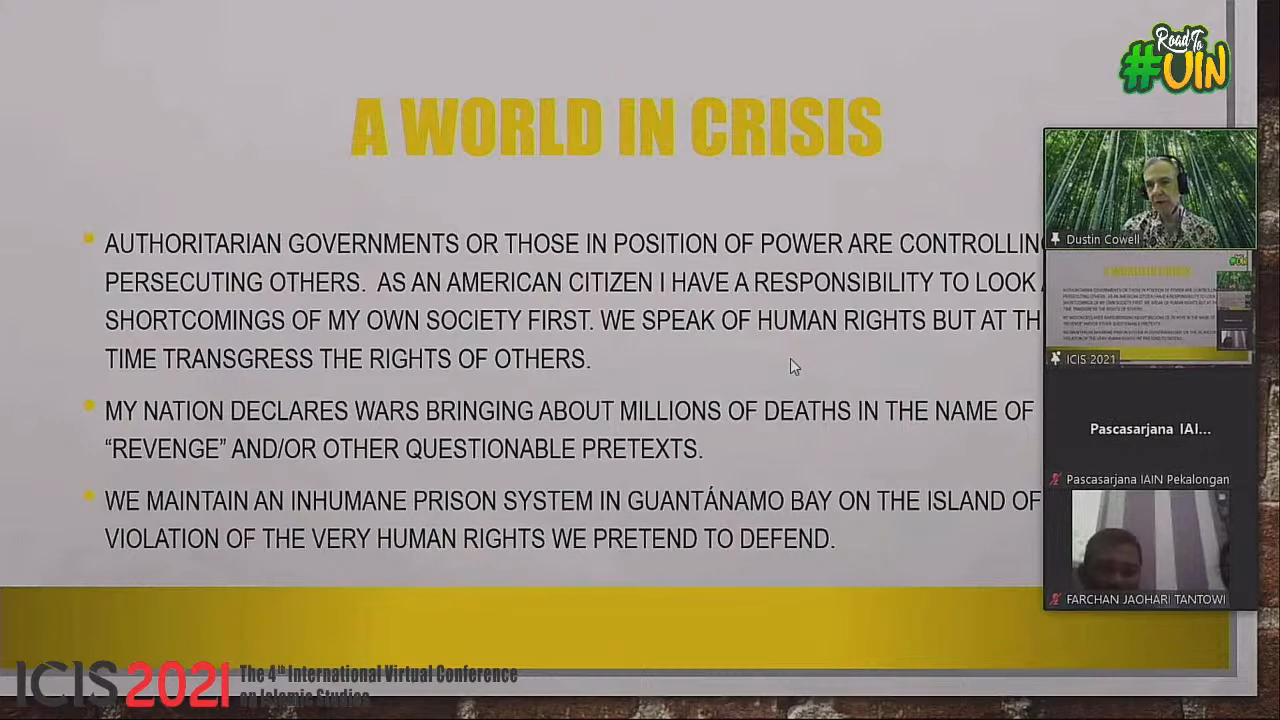 Road To
#UIN
A WORLD IN CRISIS
AUTHORITARIAN GOVERNMENTS OR THOSE IN POSITION OF POWER ARE CONTROLLING
PERSECUTING OTHERS. AS AN AMERICAN CITIZEN I HAVE A RESPONSIBILITY TO LOOK
SHORTCOMINGS OF MY OWN SOCIETY FIRST. WE SPEAK OF HUMAN RIGHTS BUT AT TH
TIME TRANSGRESS THE RIGHTS OF OTHERS.
MY NATION DECLARES WARS BRINGING ABOUT MILLIONS OF DEATHS IN THE NAME OF
“REVENGE” AND/OR OTHER QUESTIONABLE PRETEXTS.
WE MAINTAIN AN INHUMANE PRISON SYSTEM IN GUANTÁNAMO BAY ON THE ISLAND OF
VIOLATION OF THE VERY HUMAN RIGHTS WE PRETEND TO DEFEND.
Dustin Cowell
A WORLD IN CRISIS
ICIS 2021
Pascasarjana IAI...
Pascasarjana IAIN Pekalongan
FARCHAN JAOHARI TANTOWI
ICIS 2021
The 4th International Virtual Conference
on Islamic Studies